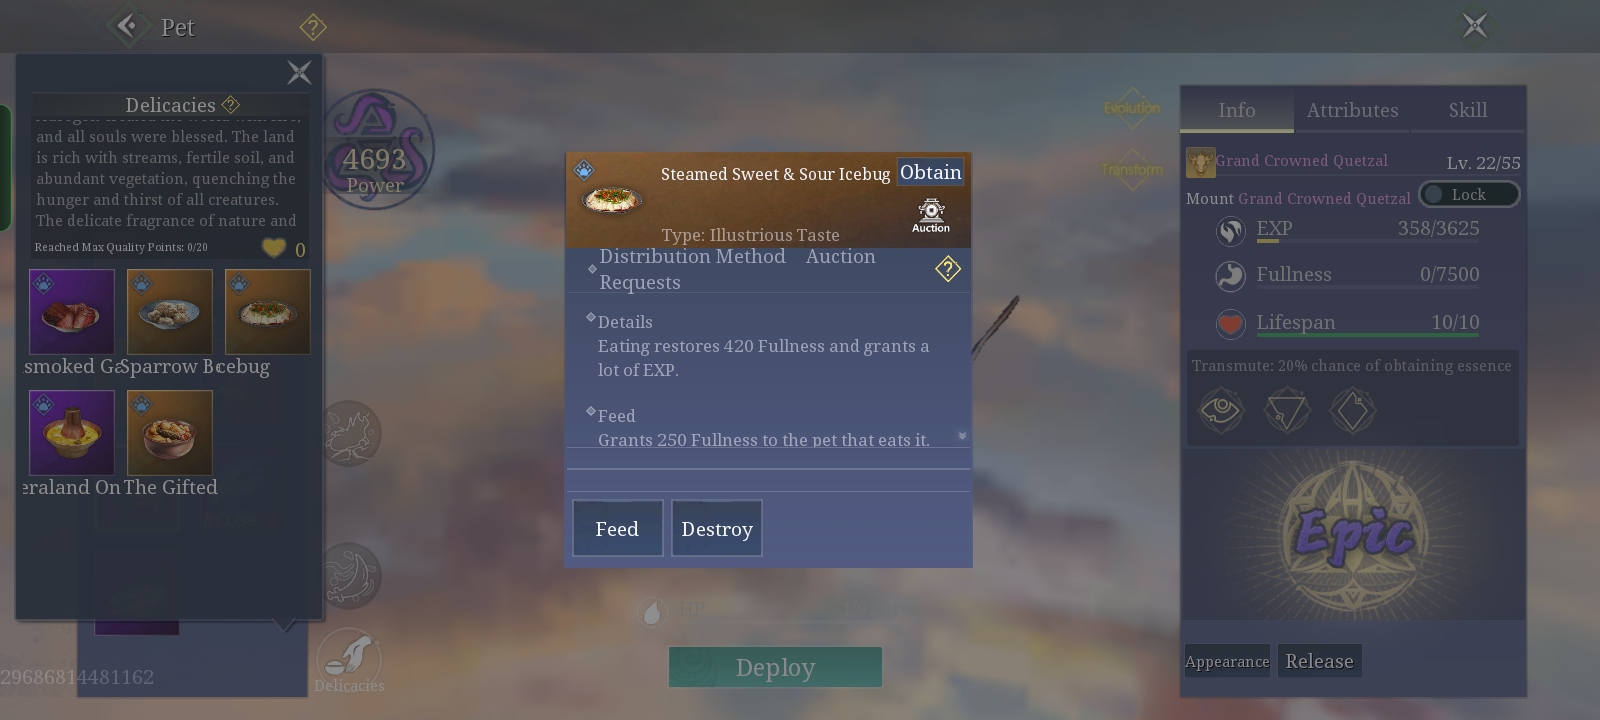 Pet
Delicacies
and all souls were blessed. The land
is rich with streams, fertile soil, and
abundant vegetation, quenching the
hunger and thirst of all creatures.
The delicate fragrance of nature and
Reached Max Quality Points: 0/20
0
smoked Ga
Sparrow B
cebug
eraland On
The Gifted
29686814481162
4693
Power
Delicacies
Steamed Sweet & Sour Icebug
Obtain
Auction
Type: Illustrious Taste
Distribution Method Auction
Requests
Details
Eating restores 420 Fullness and grants a
lot of EXP.
Feed
Grants 250 Fullness to the pet that eats it.
Feed
Destroy
HP
Deploy
Evolution
Transform
Info
Attributes
Skill
Grand Crowned Quetzal
Lv. 22/55
Mount Grand Crowned Quetzal
Lock
EXP 358/3625
Fullness 0/7500
Lifespan 10/10
Transmute: 20% chance of obtaining essence
Epic
Appearance
Release